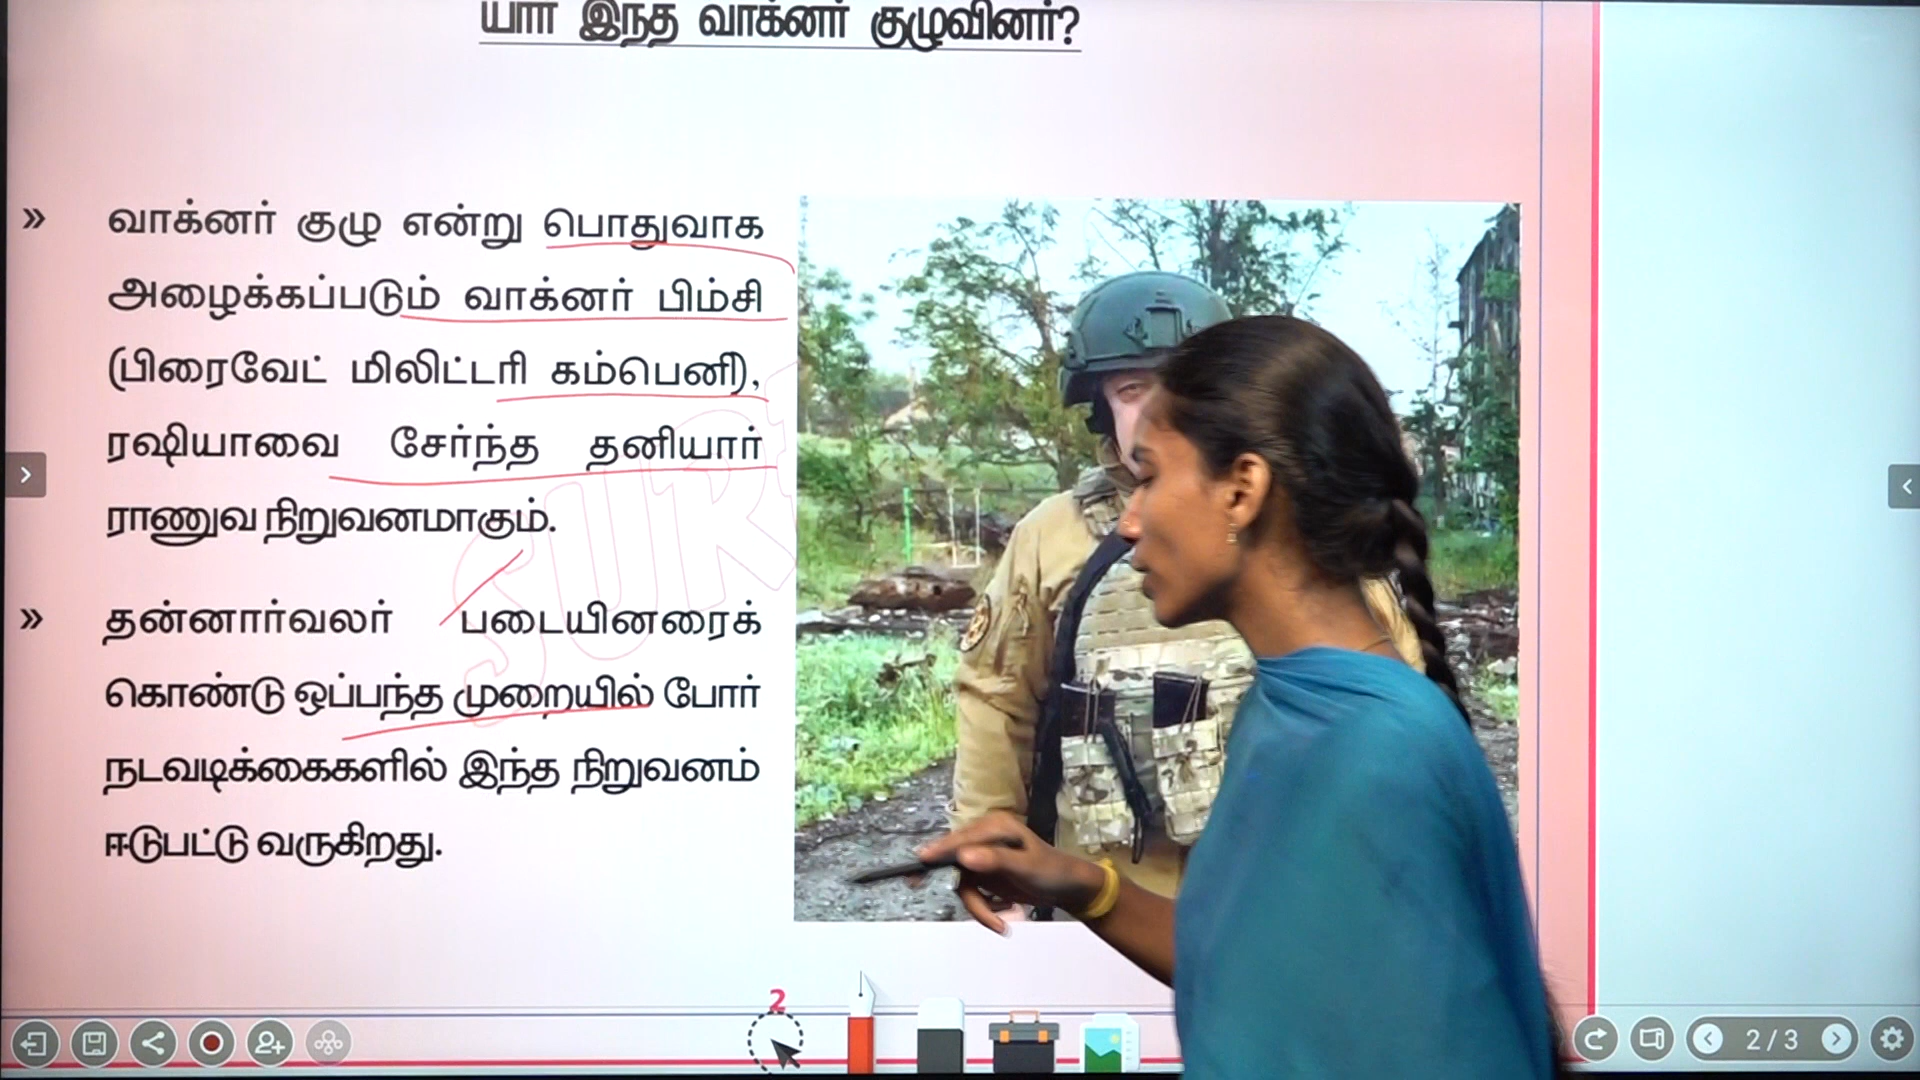 யார் இந்த வாக்னர் குழுவினர்?
» வாக்னர் குழு என்று பொதுவாக
அழைக்கப்படும் வாக்னர் பிம்சி
(பிரைவேட் மிலிட்டரி கம்பெனி),
ரஷியாவை சேர்ந்த தனியார்
ராணுவ நிறுவனமாகும்.
» தன்னார்வலர் படையினரைக்
கொண்டு ஒப்பந்த முறையில் போர்
நடவடிக்கைகளில் இந்த நிறுவனம்
ஈடுபட்டு வருகிறது.
2
2 / 3